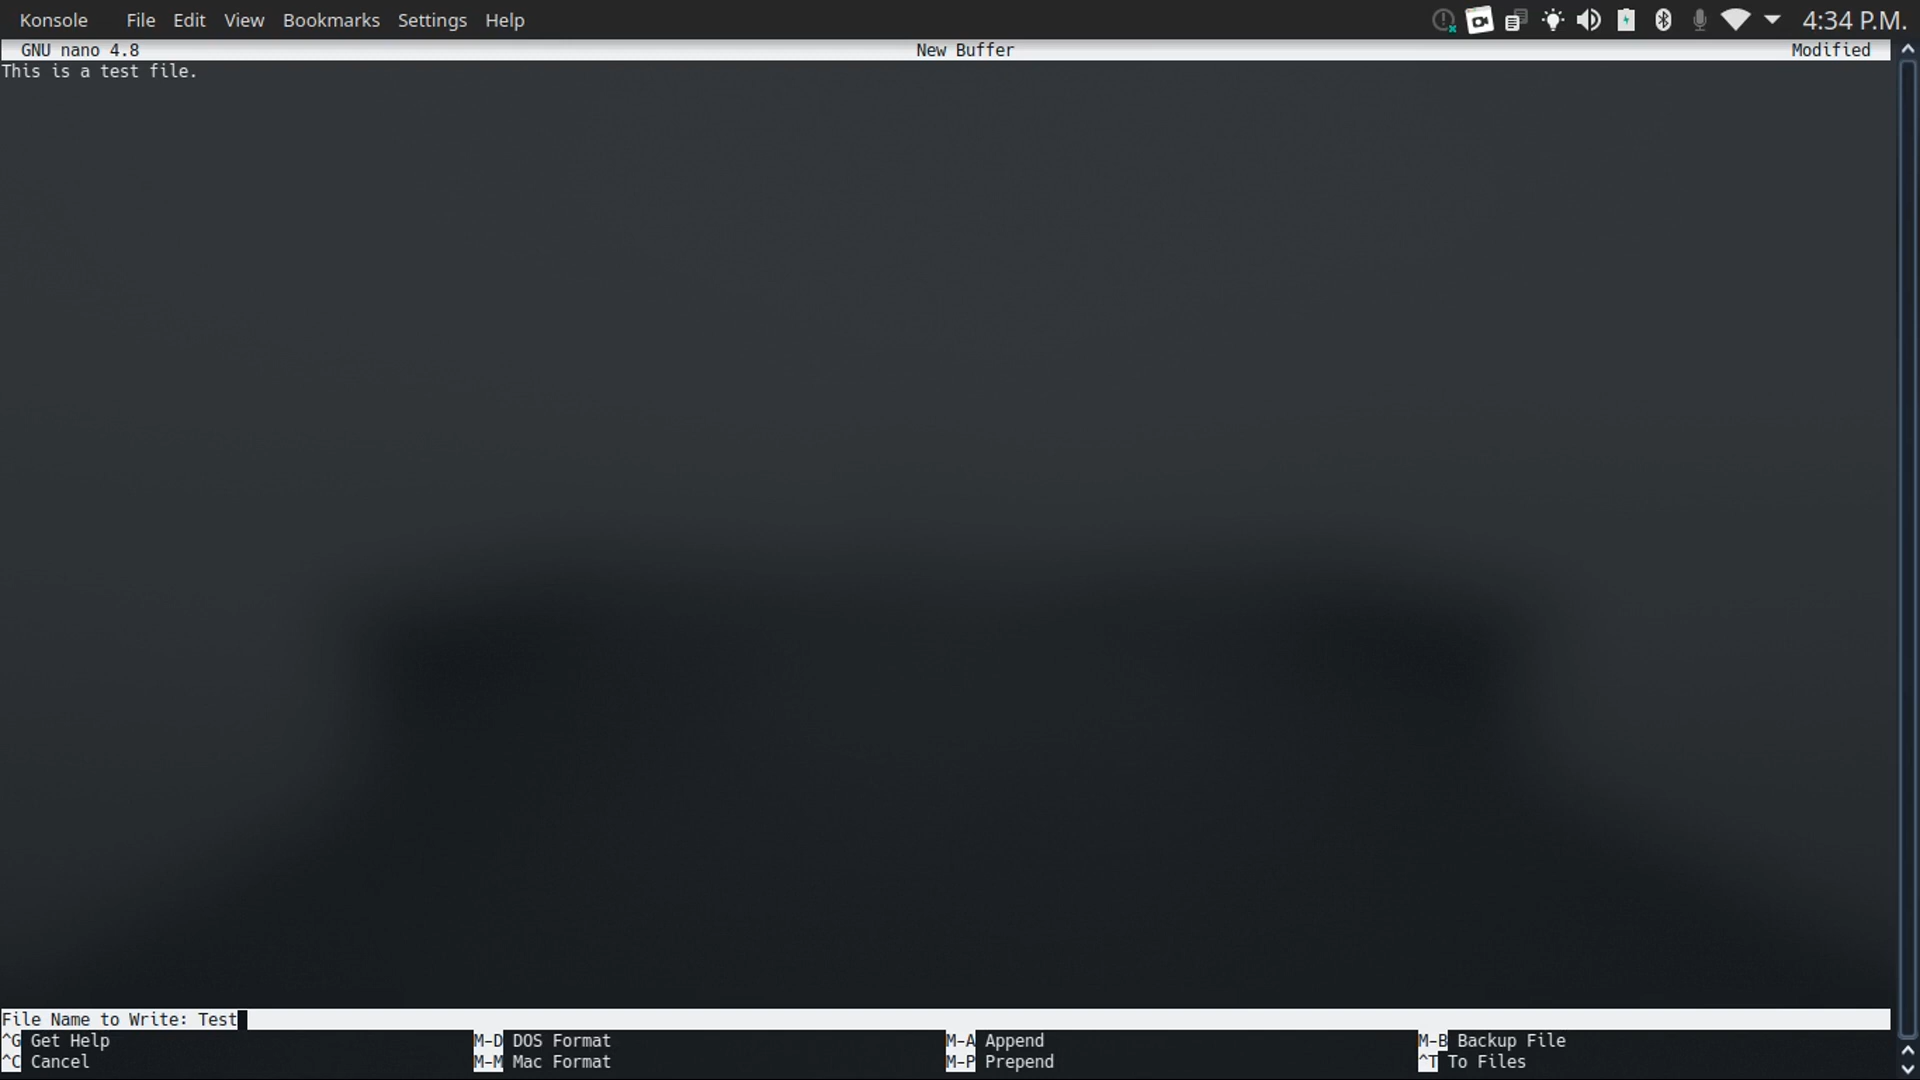 Konsole File Edit View Bookmarks Settings Help 4:34 P.M.
GNU nano 4.8 New Buffer Modified
This is a test file.
File Name to Write: Test
^G Get Help M-D DOS Format M-A Append M-B Backup File
^C Cancel M-M Mac Format M-P Prepend ^T To Files